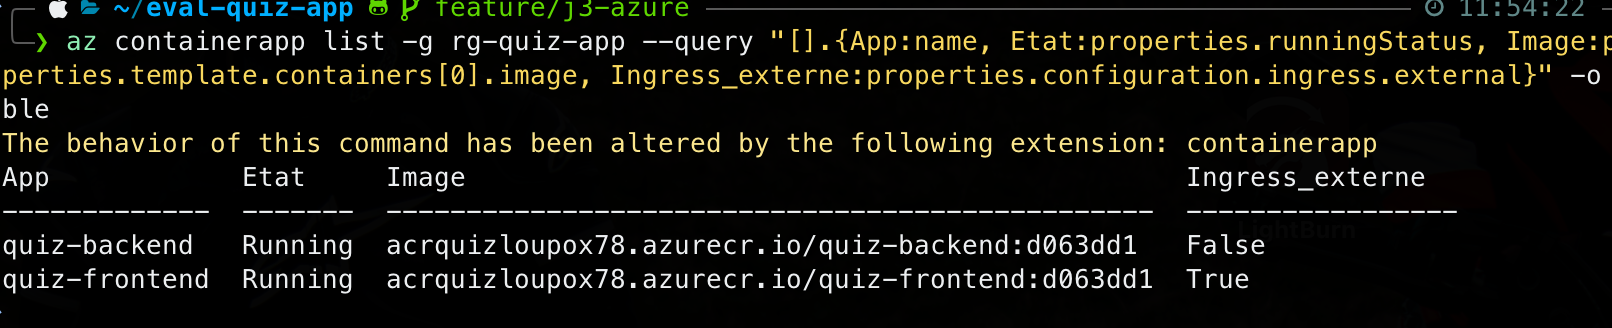 ~/eval-quiz-app feature/j3-azure 11:54:22
❯ az containerapp list -g rg-quiz-app --query "[].{App:name, Etat:properties.runningStatus, Image:p
perties.template.containers[0].image, Ingress_externe:properties.configuration.ingress.external}" -o
ble
The behavior of this command has been altered by the following extension: containerapp
App Etat Image Ingress_externe
------------- ------- ------------------------------------------------ -----------------
quiz-backend Running acrquizloupox78.azurecr.io/quiz-backend:d063dd1 False
quiz-frontend Running acrquizloupox78.azurecr.io/quiz-frontend:d063dd1 True